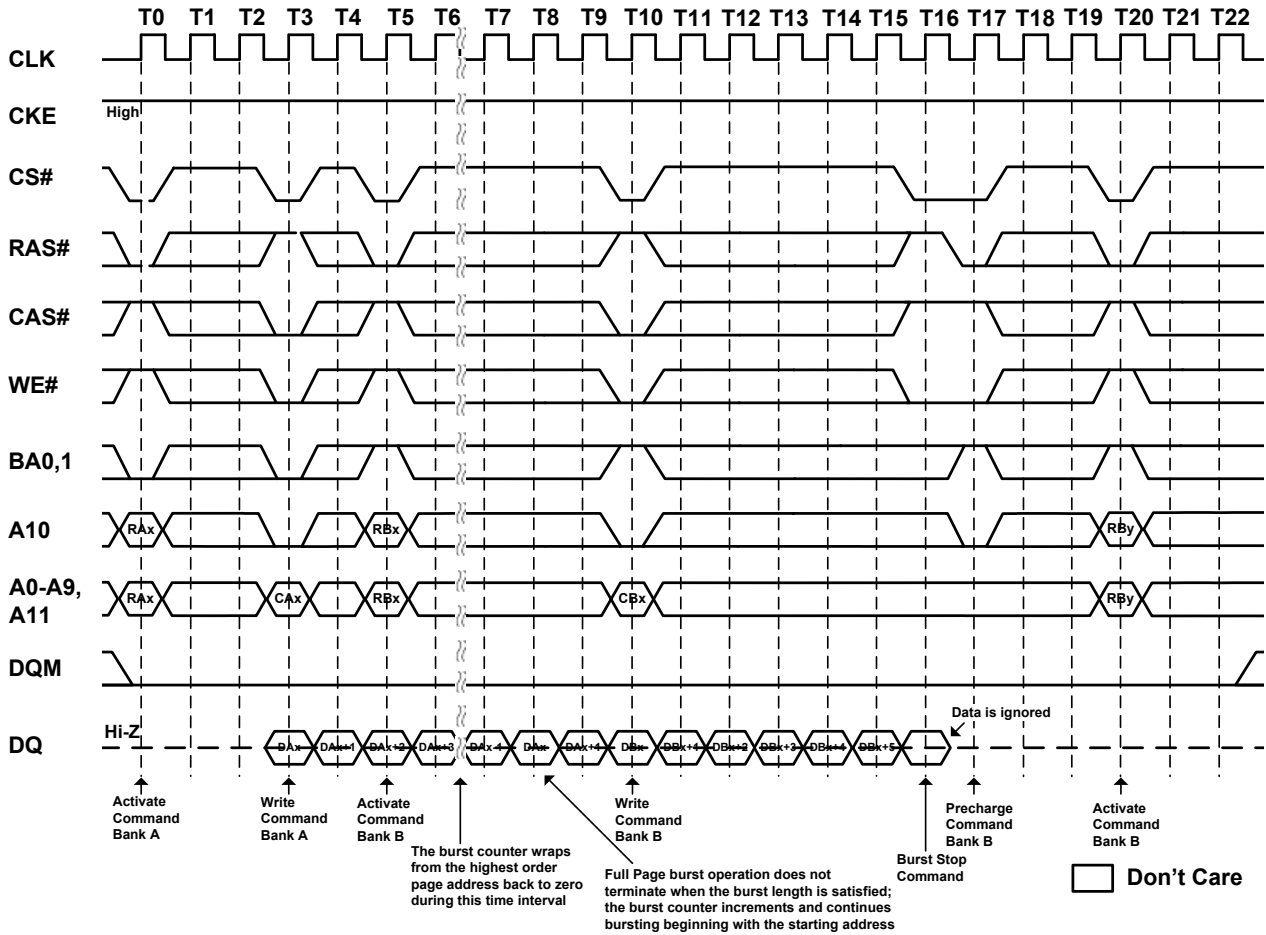 T0 T1 T2 T3 T4 T5 T6 T7 T8 T9 T10 T11 T12 T13 T14 T15 T16 T17 T18 T19 T20 T21 T22
CLK
CKE
High
CS#
RAS#
CAS#
WE#
BA0,1
A10
RAx RBx RBy
A0-A9,
A11
RAx CAx RBx CBx RBy
DQM
DQ
Hi-Z
DAx DAx+1 DAx+2 DAx+3 DAx-1 DAx DAx+1 DBx DBx+1 DBx+2 DBx+3 DBx+4 DBx+5
Data is ignored
Activate
Command
Bank A
Write
Command
Bank A
Activate
Command
Bank B
The burst counter wraps
from the highest order
page address back to zero
during this time interval
Full Page burst operation does not
terminate when the burst length is satisfied;
the burst counter increments and continues
bursting beginning with the starting address
Write
Command
Bank B
Burst Stop
Command
Precharge
Command
Bank B
Activate
Command
Bank B
Don't Care